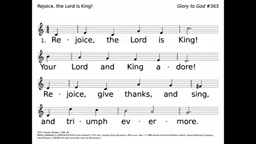 Rejoice, the Lord is King!
Glory to God #363
1. Re - joice, the Lord is King!
Your Lord and King a - dore!
Re - joice, give thanks, and sing,
and tri - umph ev - er - more.